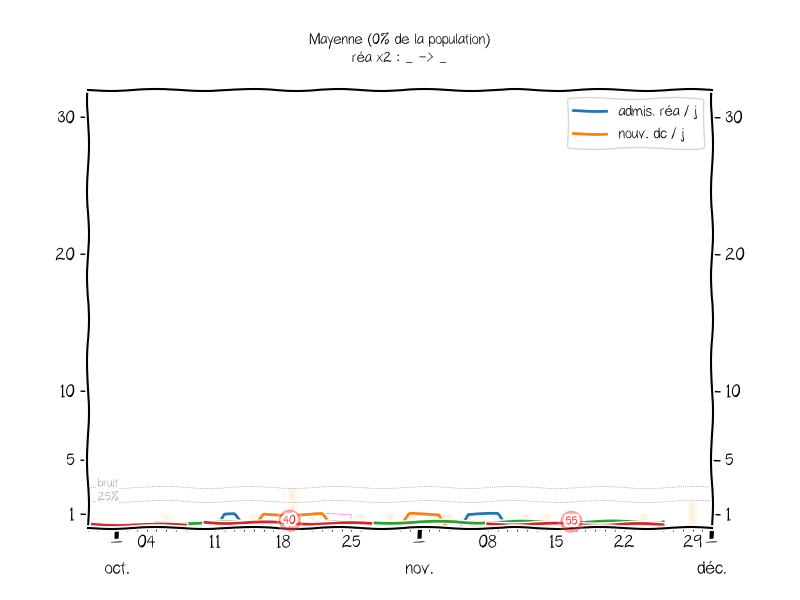 Mayenne (0% de la population)
réa x2 : _ -> _
admis. réa / j
nouv. dc / j
30
30
20
20
10
10
5
5
bruit
25%
1
1
40
55
04
11
18
25
08
15
22
29
oct.
nov.
déc.